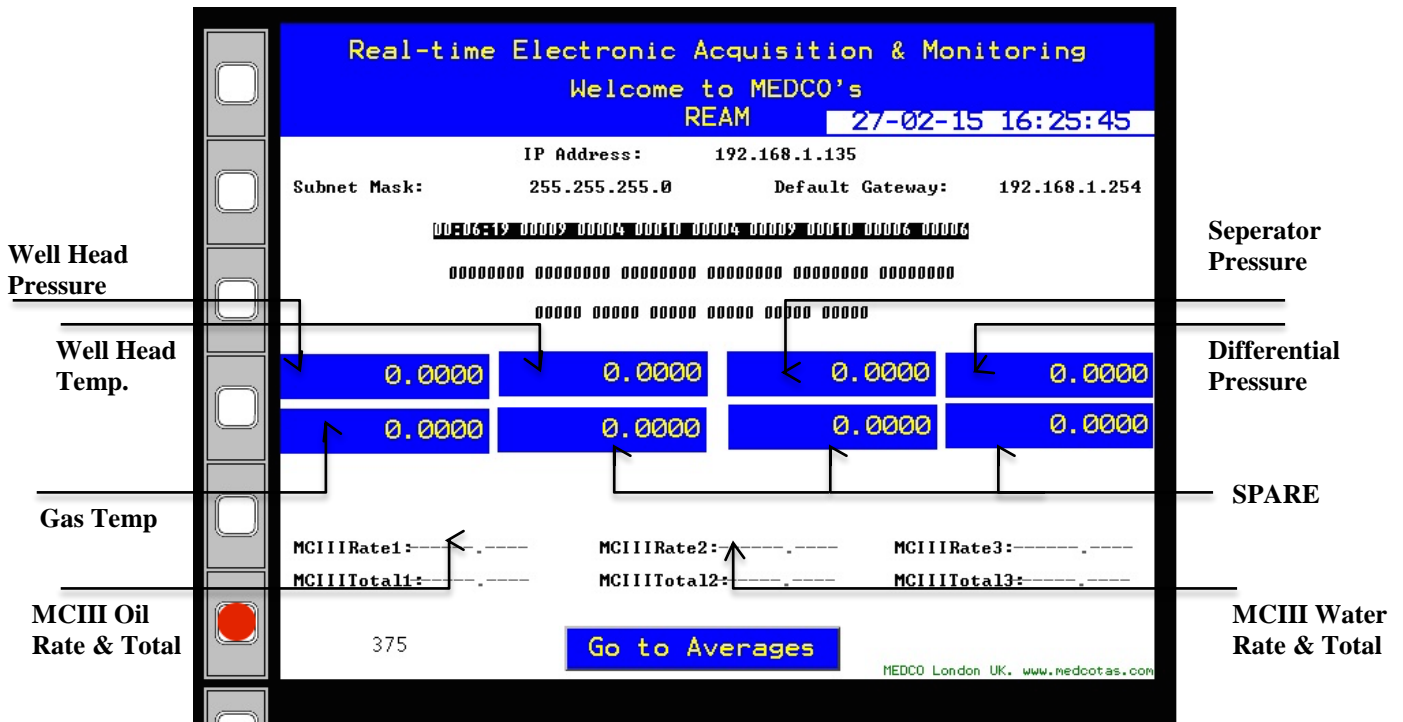 Real-time Electronic Acquisition & Monitoring
Welcome to MEDCO's
REAM
27-02-15 16:25:45
IP Address: 192.168.1.135
Subnet Mask: 255.255.255.0 Default Gateway: 192.168.1.254
00:06:19 00009 00004 00010 00004 00009 00010 00006 00006
00000000 00000000 00000000 00000000 00000000 00000000
00000 00000 00000 00000 00000 00000
Well Head
Pressure
Well Head
Temp.
Seperator
Pressure
Differential
Pressure
0.0000 0.0000 0.0000 0.0000
0.0000 0.0000 0.0000 0.0000
Gas Temp
SPARE
MCIIIRate1:------.---- MCIIIRate2:------.---- MCIIIRate3:------.----
MCIIITotal1:------.---- MCIIITotal2:------.---- MCIIITotal3:------.----
MCIII Oil
Rate & Total
MCIII Water
Rate & Total
375
Go to Averages
MEDCO London UK. www.medcotas.com